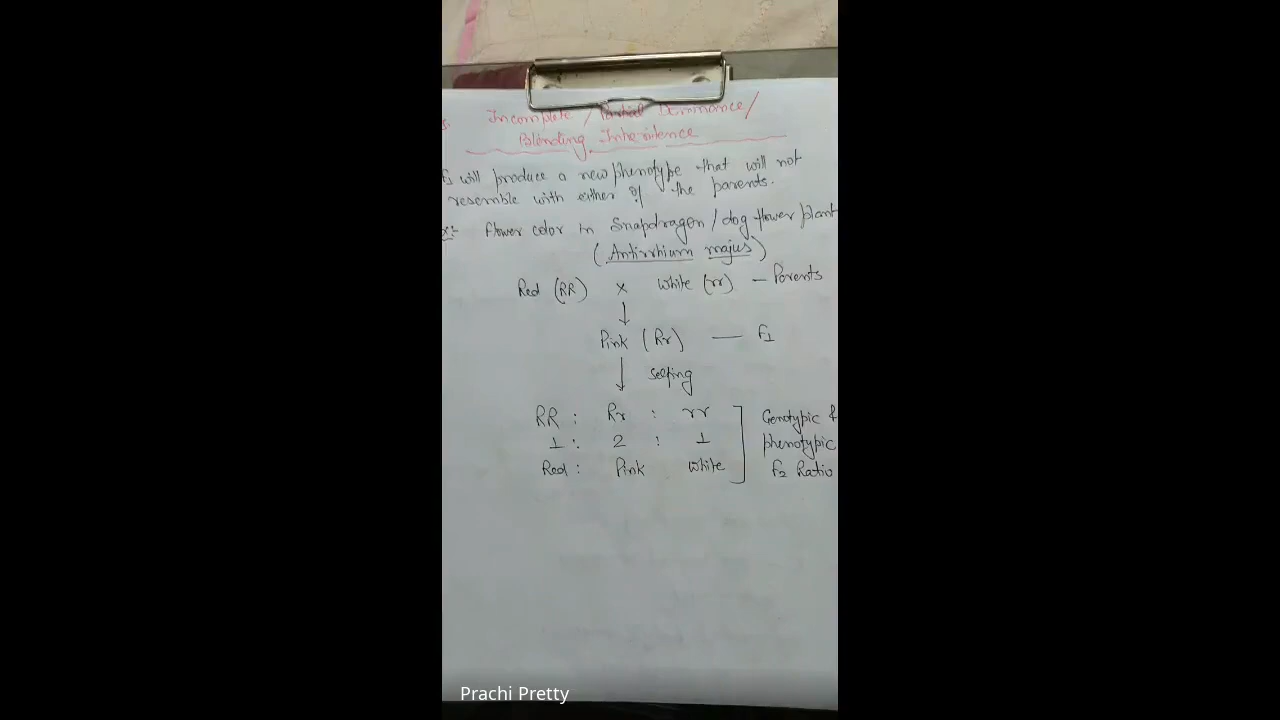 Incomplete / Partial Dominance/
Blending Inheritence
F1 will produce a new phenotype that will not
resemble with either of the parents.
Ex:- Flower color in Snapdragon / dog flower plant
(Antirrhium majus)
Red (RR) x White (rr) — Parents
Pink (Rr) — F1
selfing
RR : Rr : rr
1 : 2 : 1
Red : Pink White
Genotypic &
phenotypic
F2 Ratio
Prachi Pretty